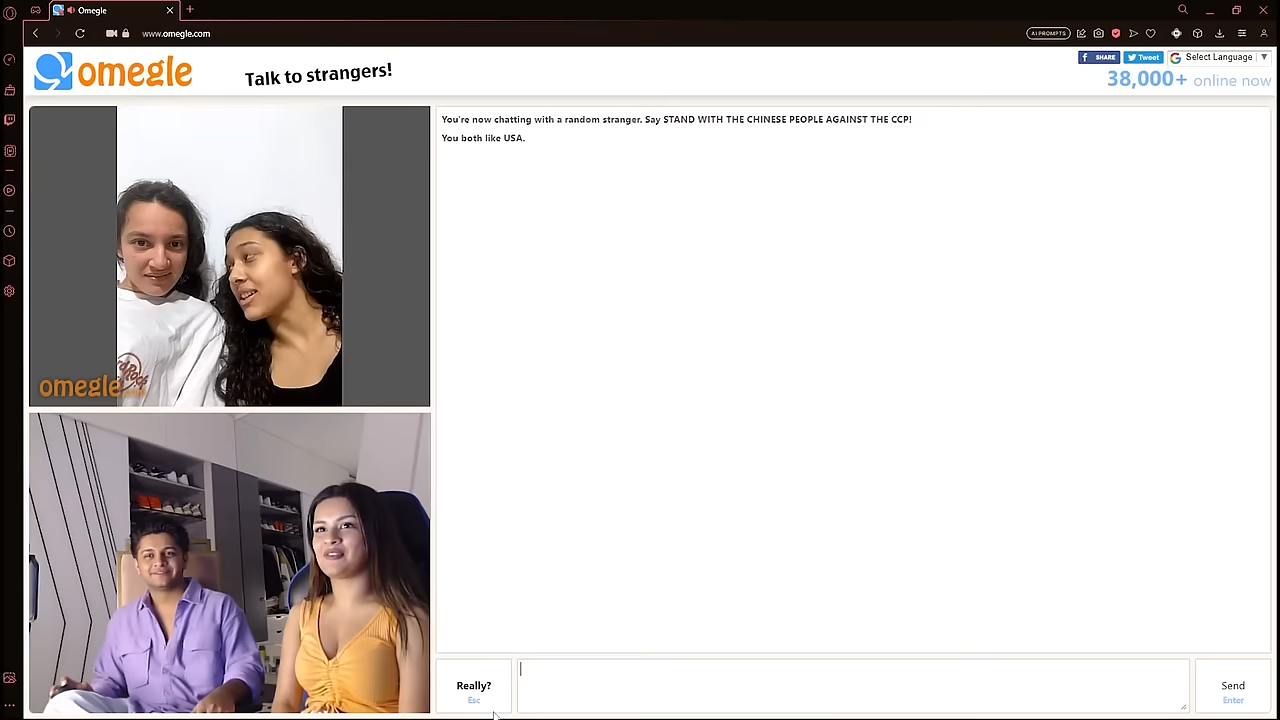 Omegle
www.omegle.com
AI PROMPTS
omegle
Talk to strangers!
SHARE
Tweet
Select Language
38,000+ online now
You're now chatting with a random stranger. Say STAND WITH THE CHINESE PEOPLE AGAINST THE CCP!
You both like USA.
omegle
Really?
Esc
Send
Enter